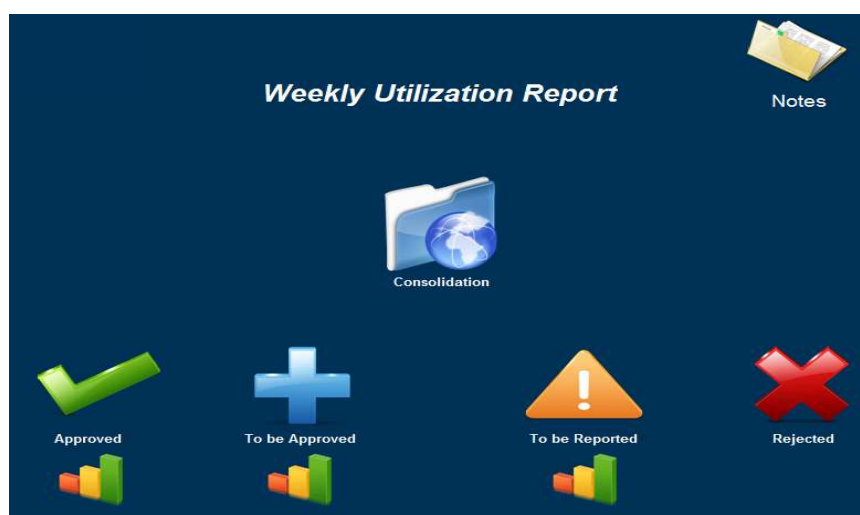 Weekly Utilization Report
Notes
Consolidation
Approved
To be Approved
To be Reported
Rejected